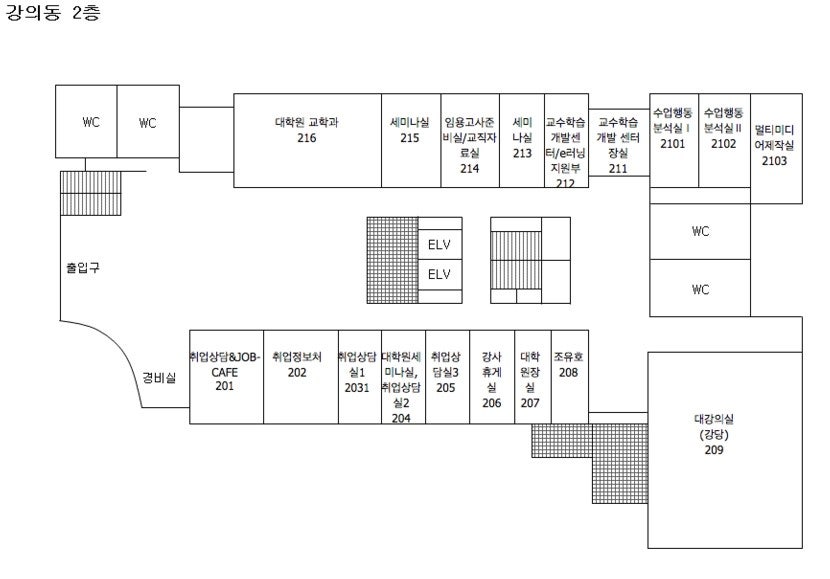 강의동 2층
WC
WC
대학원 교학과
216
세미나실
215
임용고사준
비실/교직자
료실
214
세미
나실
213
교수학습
개발센
터/e러닝
지원부
212
교수학습
개발 센터
장실
211
수업행동
분석실Ⅰ
2101
수업행동
분석실Ⅱ
2102
멀티미디
어제작실
2103
ELV
ELV
WC
WC
출입구
경비실
취업상담&JOB-
CAFE
201
취업정보처
202
취업상담
실1
2031
대학원세
미나실,
취업상담
실2
204
취업상
담실3
205
강사
휴게
실
206
대학
원장
실
207
조유호
208
대강의실
(강당)
209